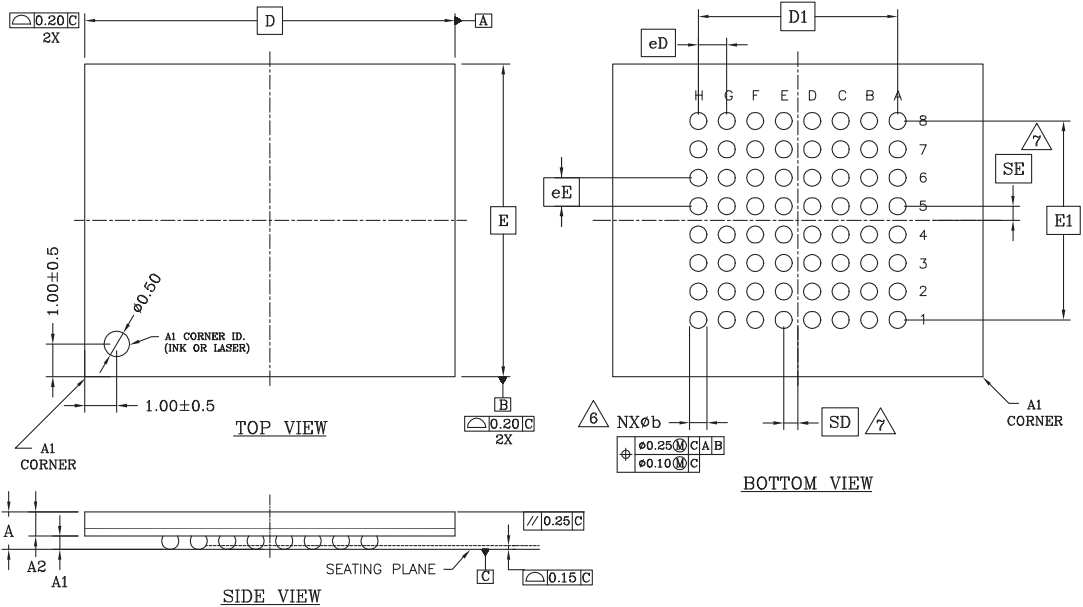 0.20 C
2X
D
A
E
1.00±0.5
ø0.50
A1 CORNER ID.
(INK OR LASER)
1.00±0.5
A1
CORNER
TOP VIEW
B
0.20 C
2X
D1
eD
H G F E D C B A
8
7
6
5
4
3
2
1
eE
7
SE
E1
6 NXøb
ø0.25 M C A B
ø0.10 M C
SD 7
A1
CORNER
BOTTOM VIEW
A
A2
A1
// 0.25 C
SEATING PLANE
C
0.15 C
SIDE VIEW